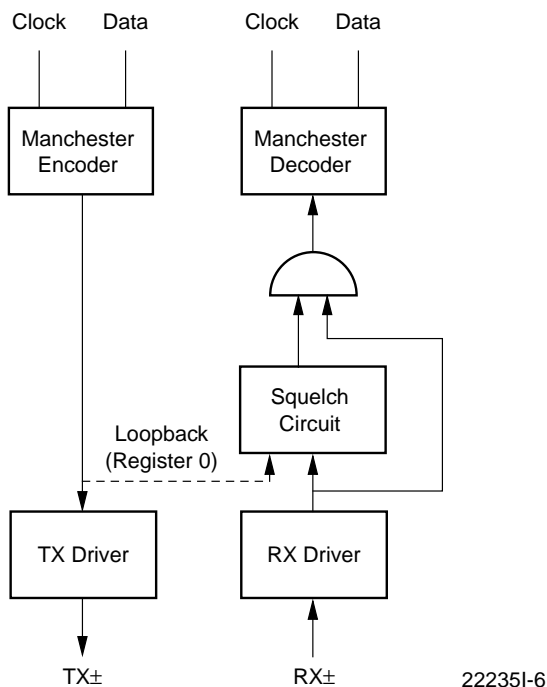 Clock Data Clock Data
Manchester
Encoder
Manchester
Decoder
Squelch
Circuit
Loopback
(Register 0)
TX Driver
RX Driver
TX± RX±
22235I-6